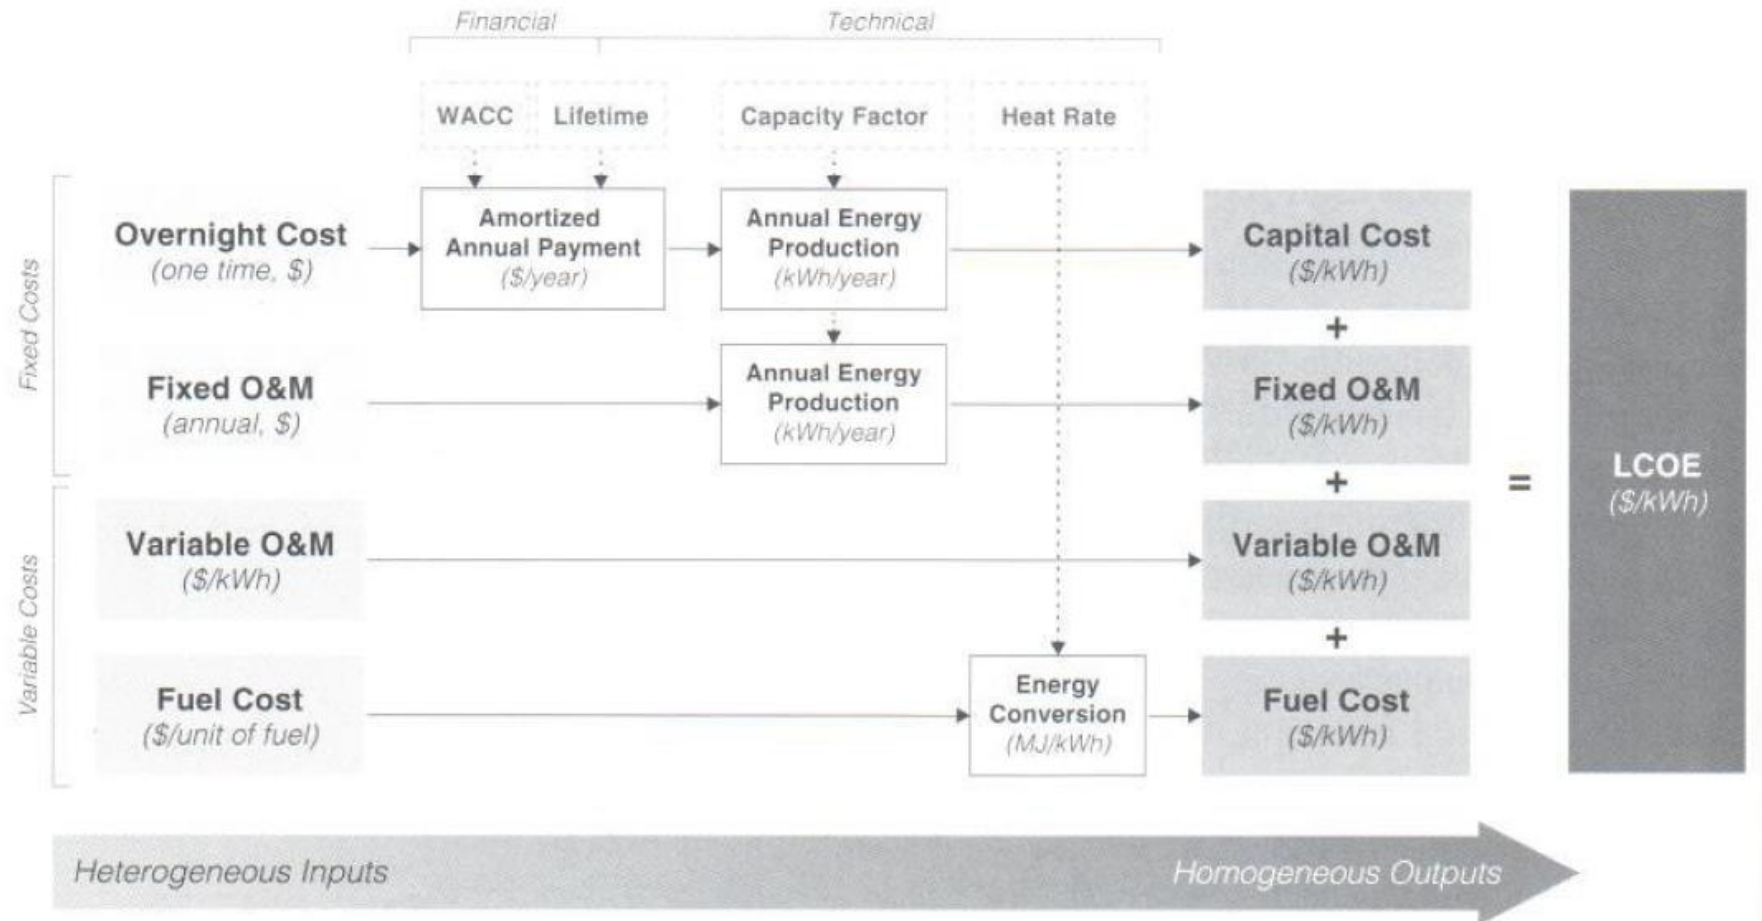 Financial
Technical
WACC
Lifetime
Capacity Factor
Heat Rate
Fixed Costs
Overnight Cost
(one time, $)
Amortized
Annual Payment
($/year)
Annual Energy
Production
(kWh/year)
Capital Cost
($/kWh)
+
Fixed O&M
(annual, $)
Annual Energy
Production
(kWh/year)
Fixed O&M
($/kWh)
+
=
LCOE
($/kWh)
Variable Costs
Variable O&M
($/kWh)
Variable O&M
($/kWh)
+
Fuel Cost
($/unit of fuel)
Energy
Conversion
(MJ/kWh)
Fuel Cost
($/kWh)
Heterogeneous Inputs
Homogeneous Outputs